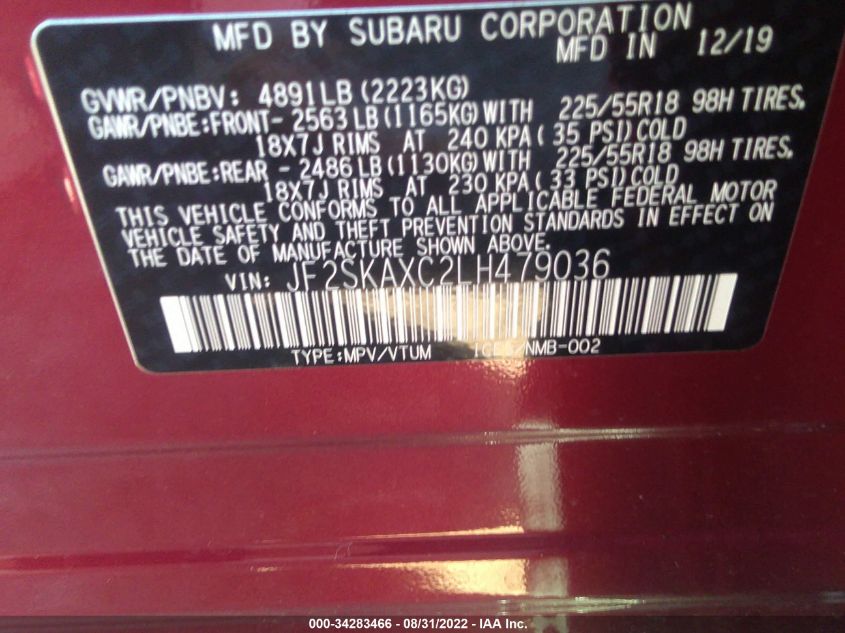 MFD BY SUBARU CORPORATION
MFD IN 12/19
GVWR/PNBV: 4891LB (2223KG)
GAWR/PNBE:FRONT- 2563 LB (1165KG) WITH 225/55R18 98H TIRES,
18X7J RIMS AT 240 KPA ( 35 PSI) COLD
GAWR/PNBE:REAR - 2486 LB (1130KG) WITH 225/55R18 98H TIRES,
18X7J RIMS AT 230 KPA ( 33 PSI) COLD
THIS VEHICLE CONFORMS TO ALL APPLICABLE FEDERAL MOTOR
VEHICLE SAFETY AND THEFT PREVENTION STANDARDS IN EFFECT ON
THE DATE OF MANUFACTURE SHOWN ABOVE.
VIN: JF2SKAXC2LH479036
TYPE:MPV/VTUM ICES/NMB-002
000-34283466 - 08/31/2022 - IAA Inc.